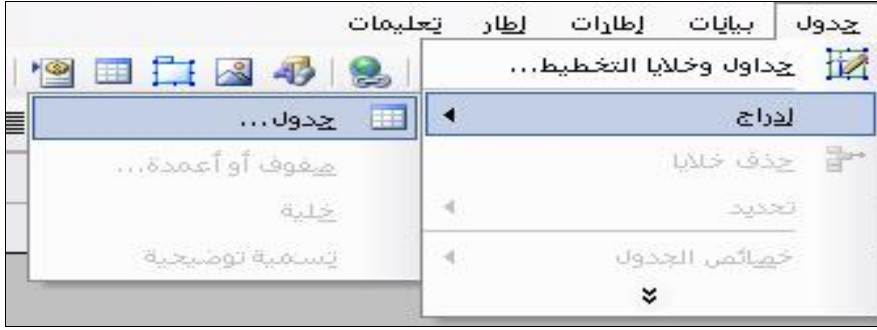 جدول بيانات إطارات إطار تعليمات
جداول وخلايا التخطيط...
إدراج
حذف خلايا
تحديد
خصائص الجدول
جدول...
صفوف أو أعمدة...
خلية
تسمية توضيحية